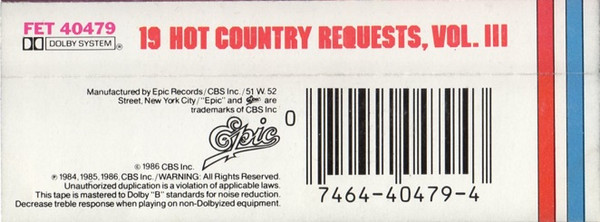 FET 40479
DOLBY SYSTEM ®
19 HOT COUNTRY REQUESTS, VOL. III
Manufactured by Epic Records/CBS Inc./51 W. 52
Street, New York City/"Epic" and Epic are
trademarks of CBS Inc
Epic
© 1986 CBS Inc./
℗ 1984, 1985, 1986, CBS Inc./WARNING: All Rights Reserved.
Unauthorized duplication is a violation of applicable laws.
This tape is mastered to Dolby "B" standards for noise reduction.
Decrease treble response when playing on non-Dolbyized equipment.
0
7464-40479-4